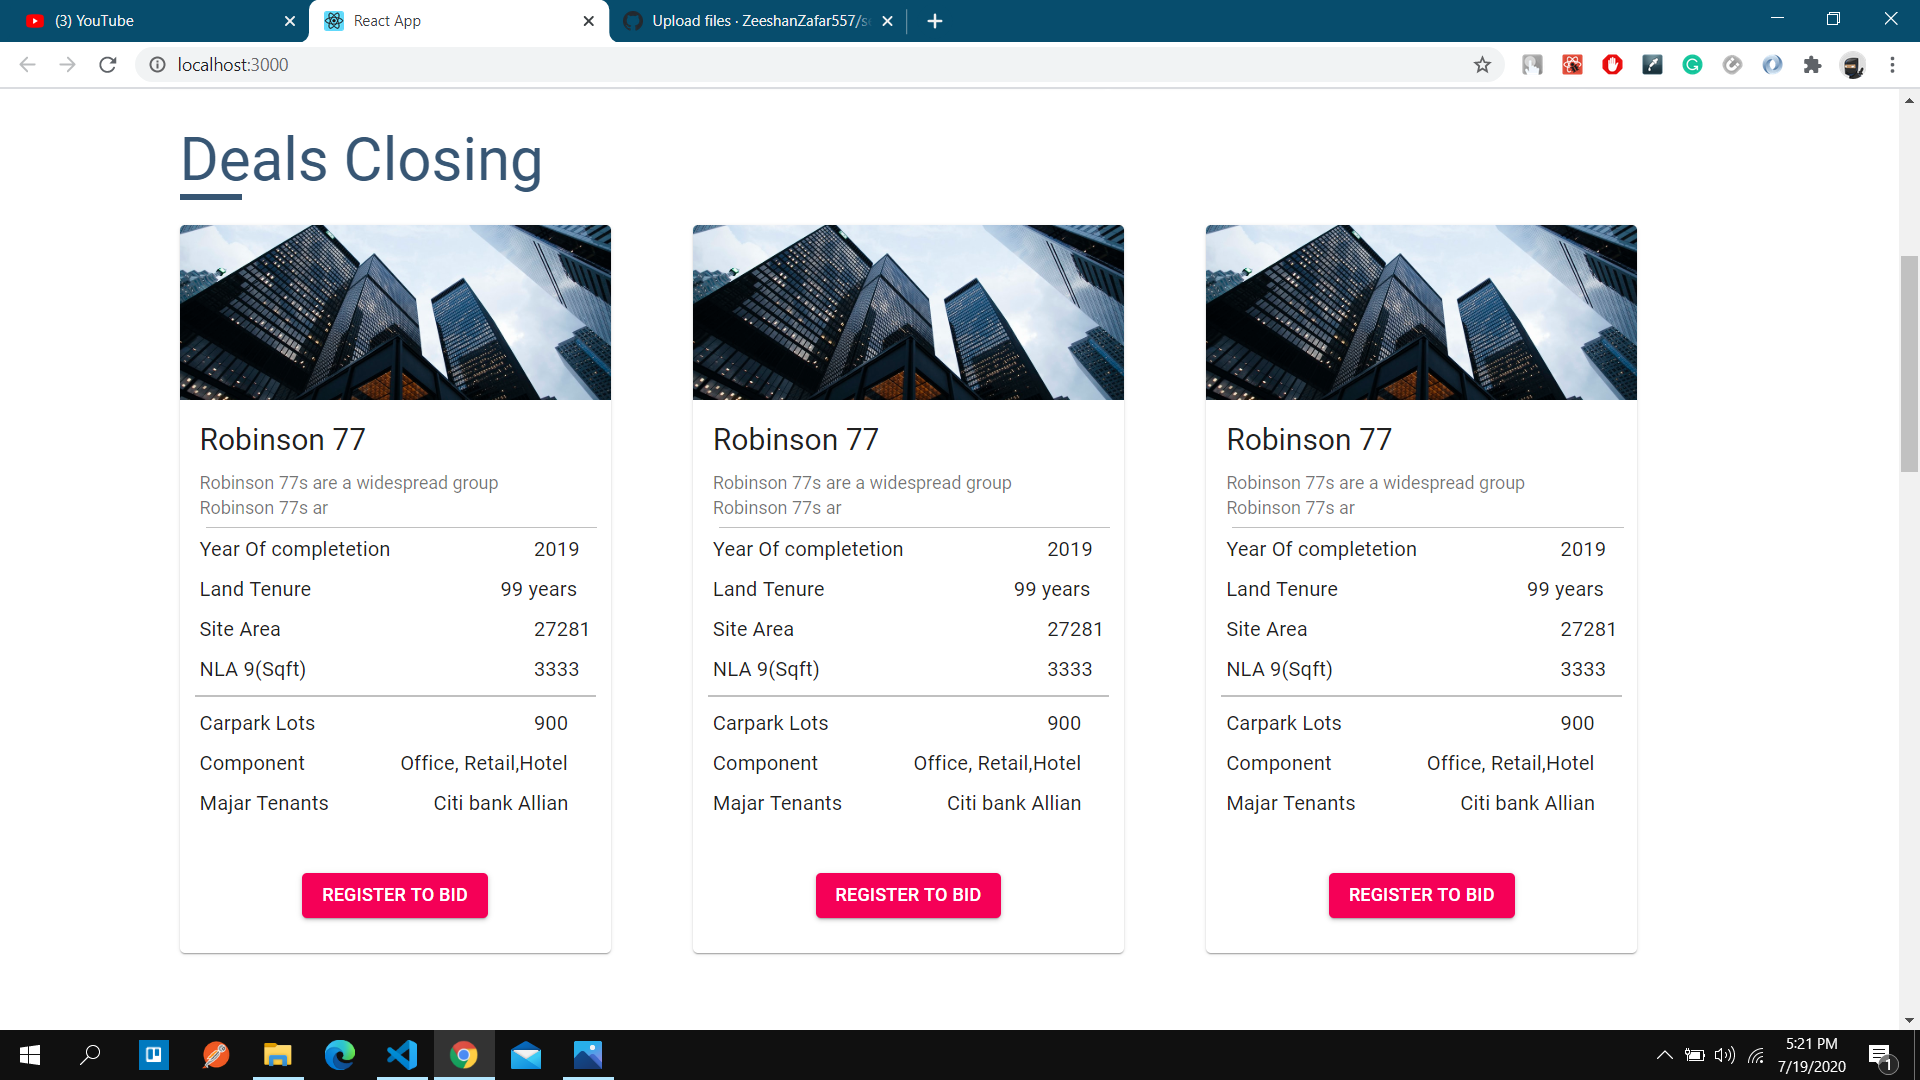 (3) YouTube
React App
Upload files · ZeeshanZafar557/
localhost:3000
Deals Closing
Robinson 77
Robinson 77s are a widespread group
Robinson 77s ar
Year Of completetion 2019
Land Tenure 99 years
Site Area 27281
NLA 9(Sqft) 3333
Carpark Lots 900
Component Office, Retail,Hotel
Majar Tenants Citi bank Allian
REGISTER TO BID
Robinson 77
Robinson 77s are a widespread group
Robinson 77s ar
Year Of completetion 2019
Land Tenure 99 years
Site Area 27281
NLA 9(Sqft) 3333
Carpark Lots 900
Component Office, Retail,Hotel
Majar Tenants Citi bank Allian
REGISTER TO BID
Robinson 77
Robinson 77s are a widespread group
Robinson 77s ar
Year Of completetion 2019
Land Tenure 99 years
Site Area 27281
NLA 9(Sqft) 3333
Carpark Lots 900
Component Office, Retail,Hotel
Majar Tenants Citi bank Allian
REGISTER TO BID
5:21 PM
7/19/2020
1